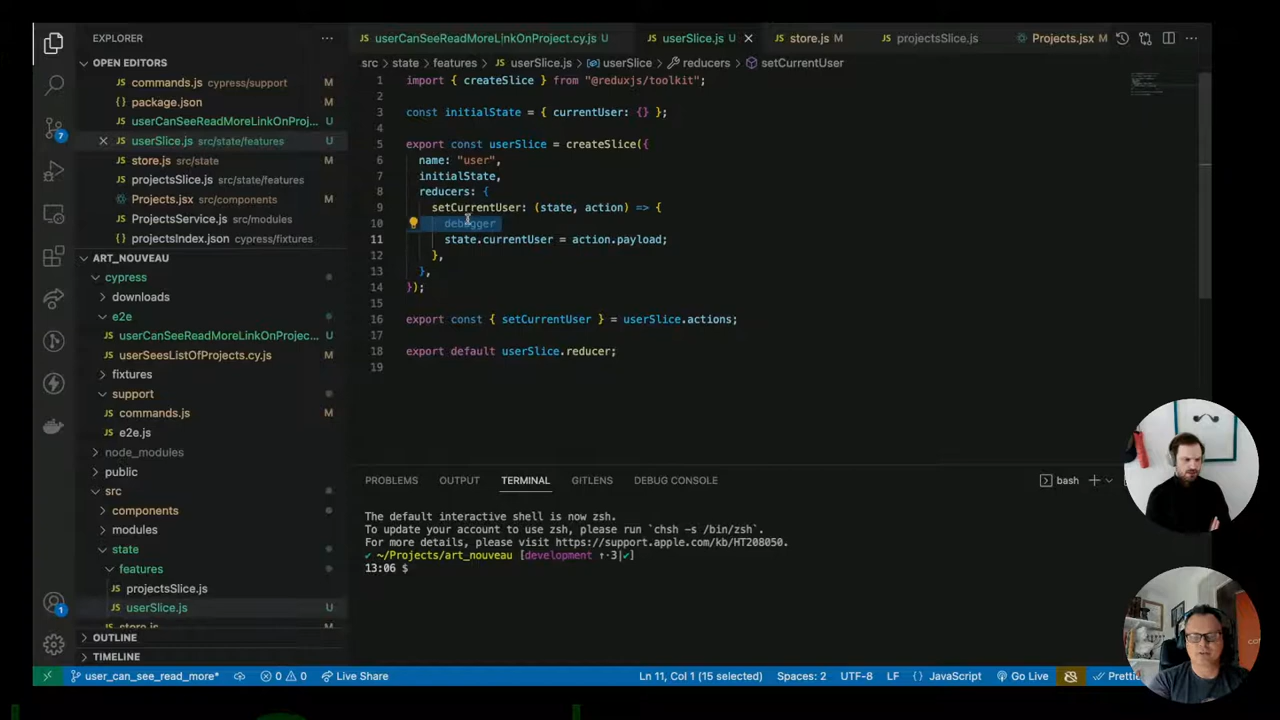 EXPLORER
OPEN EDITORS
commands.js cypress/support M
package.json M
userCanSeeReadMoreLinkOnProj... U
userSlice.js src/state/features U
store.js src/state M
projectsSlice.js src/state/features
Projects.jsx src/components M
ProjectsService.js src/modules
projectsIndex.json cypress/fixtures
ART_NOUVEAU
cypress
downloads
e2e
userCanSeeReadMoreLinkOnProjec... U
userSeesListOfProjects.cy.js M
fixtures
support
commands.js M
e2e.js
node_modules
public
src
components
modules
state
features
projectsSlice.js
userSlice.js U
OUTLINE
TIMELINE
userCanSeeReadMoreLinkOnProject.cy.js U
userSlice.js U
store.js M
projectsSlice.js
Projects.jsx M
src > state > features > userSlice.js > userSlice > reducers > setCurrentUser
1 import { createSlice } from "@reduxjs/toolkit";
2
3 const initialState = { currentUser: {} };
4
5 export const userSlice = createSlice({
6 name: "user",
7 initialState,
8 reducers: {
9 setCurrentUser: (state, action) => {
10 debugger
11 state.currentUser = action.payload;
12 },
13 },
14 });
15
16 export const { setCurrentUser } = userSlice.actions;
17
18 export default userSlice.reducer;
19
PROBLEMS OUTPUT TERMINAL GITLENS DEBUG CONSOLE
bash
The default interactive shell is now zsh.
To update your account to use zsh, please run `chsh -s /bin/zsh`.
For more details, please visit https://support.apple.com/kb/HT208050.
✔ ~/Projects/art_nouveau [development ↑·3|✔]
13:06 $
user_can_see_read_more* 0 0 Live Share Ln 11, Col 1 (15 selected) Spaces: 2 UTF-8 LF { } JavaScript Go Live
7
1